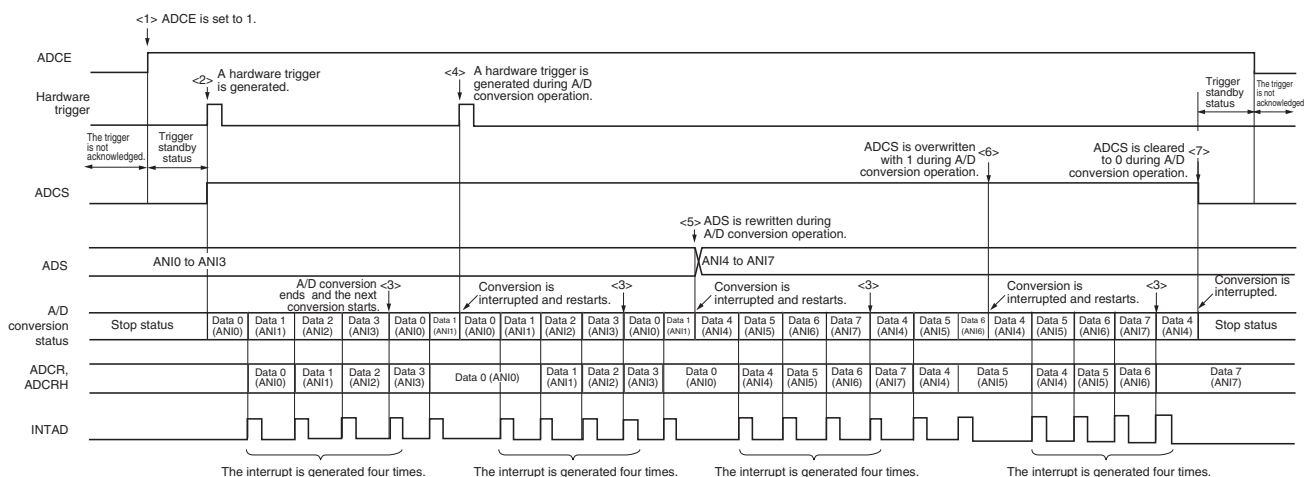 <1> ADCE is set to 1.
ADCE
<2> A hardware trigger
is generated.
<4> A hardware trigger is
generated during A/D
conversion operation.
Trigger
standby
status
The trigger
is not
acknowledged.
Hardware
trigger
The trigger
is not
acknowledged.
Trigger
standby
status
ADCS is overwritten
with 1 during A/D <6>
conversion operation.
ADCS is cleared
to 0 during A/D <7>
conversion operation.
ADCS
<5> ADS is rewritten during
A/D conversion operation.
ADS
ANI0 to ANI3
ANI4 to ANI7
A/D conversion <3>
ends and the next
conversion starts.
Conversion is <3>
interrupted and restarts.
Conversion is <3>
interrupted and restarts.
Conversion is <3>
interrupted and restarts.
Conversion is
interrupted.
A/D
conversion
status
Stop status
Data 0 Data 1 Data 2 Data 3 Data 0 Data 1 Data 0 Data 1 Data 2 Data 3 Data 0 Data 1 Data 4 Data 5 Data 6 Data 7 Data 4 Data 5 Data 6 Data 4 Data 5 Data 6 Data 7 Data 4
(ANI0) (ANI1) (ANI2) (ANI3) (ANI0) (ANI1) (ANI0) (ANI1) (ANI2) (ANI3) (ANI0) (ANI1) (ANI4) (ANI5) (ANI6) (ANI7) (ANI4) (ANI5) (ANI6) (ANI4) (ANI5) (ANI6) (ANI7) (ANI4)
Stop status
ADCR,
ADCRH
Data 0 Data 1 Data 2 Data 3 Data 0 (ANI0) Data 1 Data 2 Data 3 Data 0 Data 4 Data 5 Data 6 Data 7 Data 4 Data 5 Data 4 Data 5 Data 6 Data 7
(ANI0) (ANI1) (ANI2) (ANI3) (ANI1) (ANI2) (ANI3) (ANI0) (ANI4) (ANI5) (ANI6) (ANI7) (ANI4) (ANI5) (ANI4) (ANI5) (ANI6) (ANI7)
INTAD
The interrupt is generated four times. The interrupt is generated four times. The interrupt is generated four times. The interrupt is generated four times.